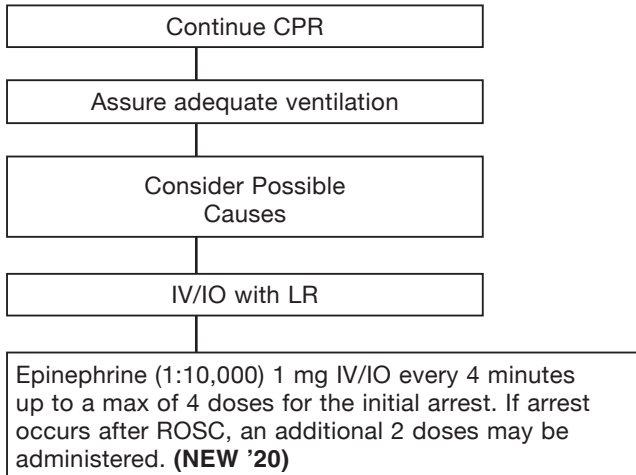 Continue CPR
Assure adequate ventilation
Consider Possible
Causes
IV/IO with LR
Epinephrine (1:10,000) 1 mg IV/IO every 4 minutes
up to a max of 4 doses for the initial arrest. If arrest
occurs after ROSC, an additional 2 doses may be
administered. (NEW '20)